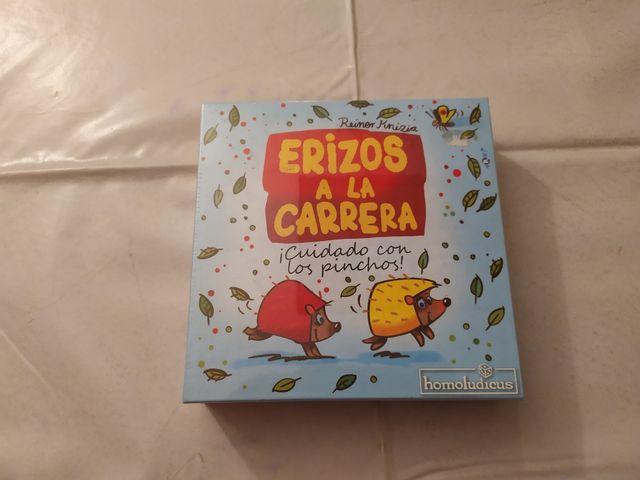 Reiner Knizia
ERIZOS
A LA
CARRERA
¡Cuidado con
los pinchos!
homoludicus